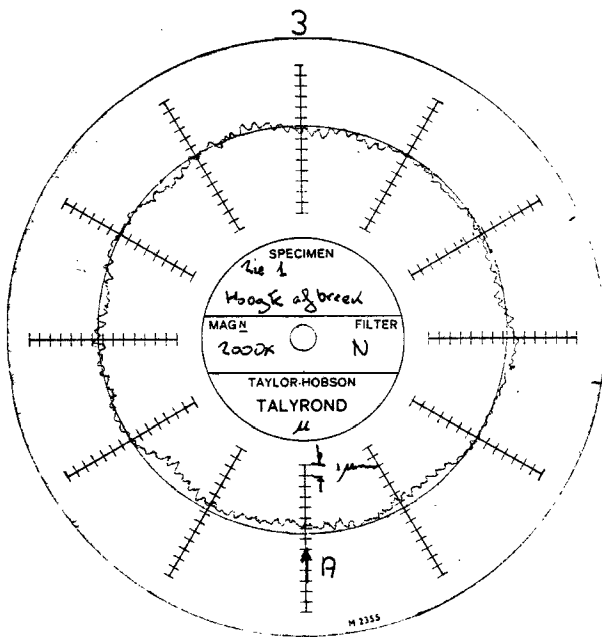 3
SPECIMEN
Zie 1
Hoogte afbreek
MAGN
FILTER
2000x
N
TAYLOR-HOBSON
TALYROND
µ
1 µm
A
M 2355